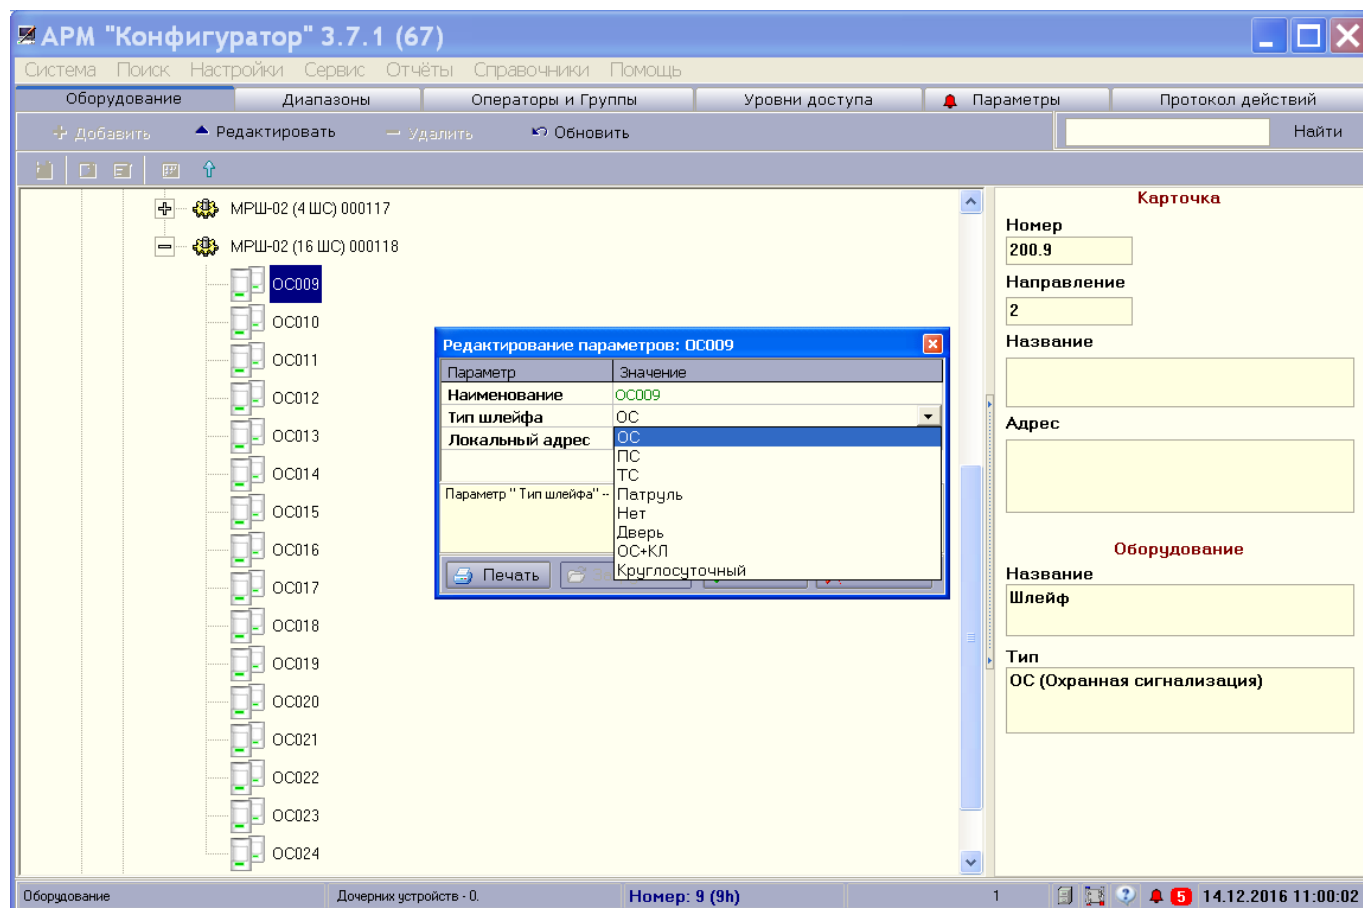 АРМ "Конфигуратор" 3.7.1 (67)
Система Поиск Настройки Сервис Отчёты Справочники Помощь
Оборудование Диапазоны Операторы и Группы Уровни доступа Параметры Протокол действий
Добавить Редактировать Удалить Обновить Найти
МРШ-02 (4 ШС) 000117
МРШ-02 (16 ШС) 000118
ОС009
ОС010
ОС011
ОС012
ОС013
ОС014
ОС015
ОС016
ОС017
ОС018
ОС019
ОС020
ОС021
ОС022
ОС023
ОС024
Редактирование параметров: ОС009
Параметр Значение
Наименование ОС009
Тип шлейфа ОС
Локальный адрес
ОС
ПС
ТС
Патруль
Нет
Дверь
ОС+КЛ
Круглосуточный
Параметр " Тип шлейфа" --
Печать
Карточка
Номер
200.9
Направление
2
Название
Адрес
Оборудование
Название
Шлейф
Тип
ОС (Охранная сигнализация)
Оборудование Дочерних устройств - 0. Номер: 9 (9h) 1 5 14.12.2016 11:00:02